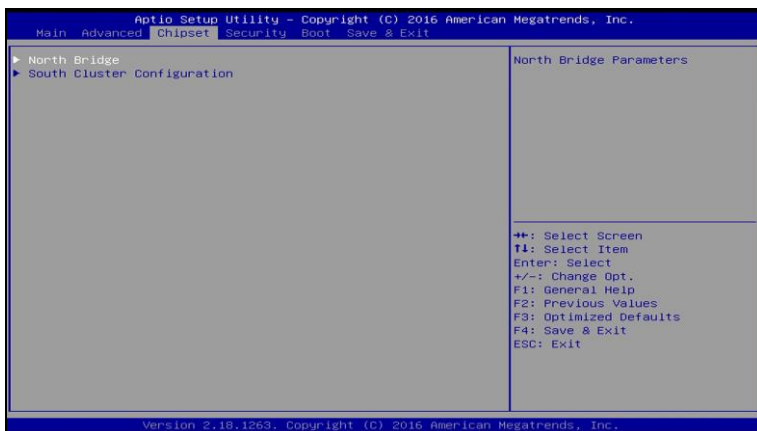 Aptio Setup Utility – Copyright (C) 2016 American Megatrends, Inc.
Main Advanced Chipset Security Boot Save & Exit
▶ North Bridge
▶ South Cluster Configuration
North Bridge Parameters
→←: Select Screen
↑↓: Select Item
Enter: Select
+/-: Change Opt.
F1: General Help
F2: Previous Values
F3: Optimized Defaults
F4: Save & Exit
ESC: Exit
Version 2.18.1263. Copyright (C) 2016 American Megatrends, Inc.